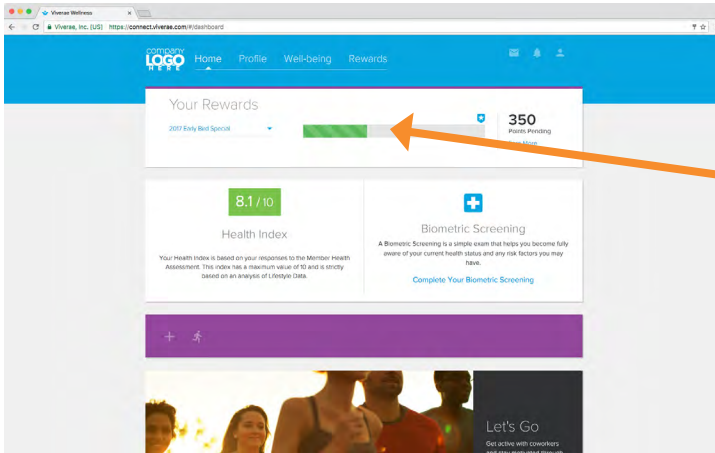 Viverae Wellness
Viverae, Inc. [US] https://connect.viverae.com/#/dashboard
company
LOGO
HERE
Home Profile Well-being Rewards
Your Rewards
2017 Early Bird Special
350
Points Pending
8.1 / 10
Health Index
Your Health Index is based on your responses to the Member Health
Assessment. This index has a maximum value of 10 and is strictly
based on an analysis of Lifestyle Data.
Biometric Screening
A Biometric Screening is a simple exam that helps you become fully
aware of your current health status and any risk factors you may
have.
Complete Your Biometric Screening
Let's Go
Get active with coworkers
and stay motivated through